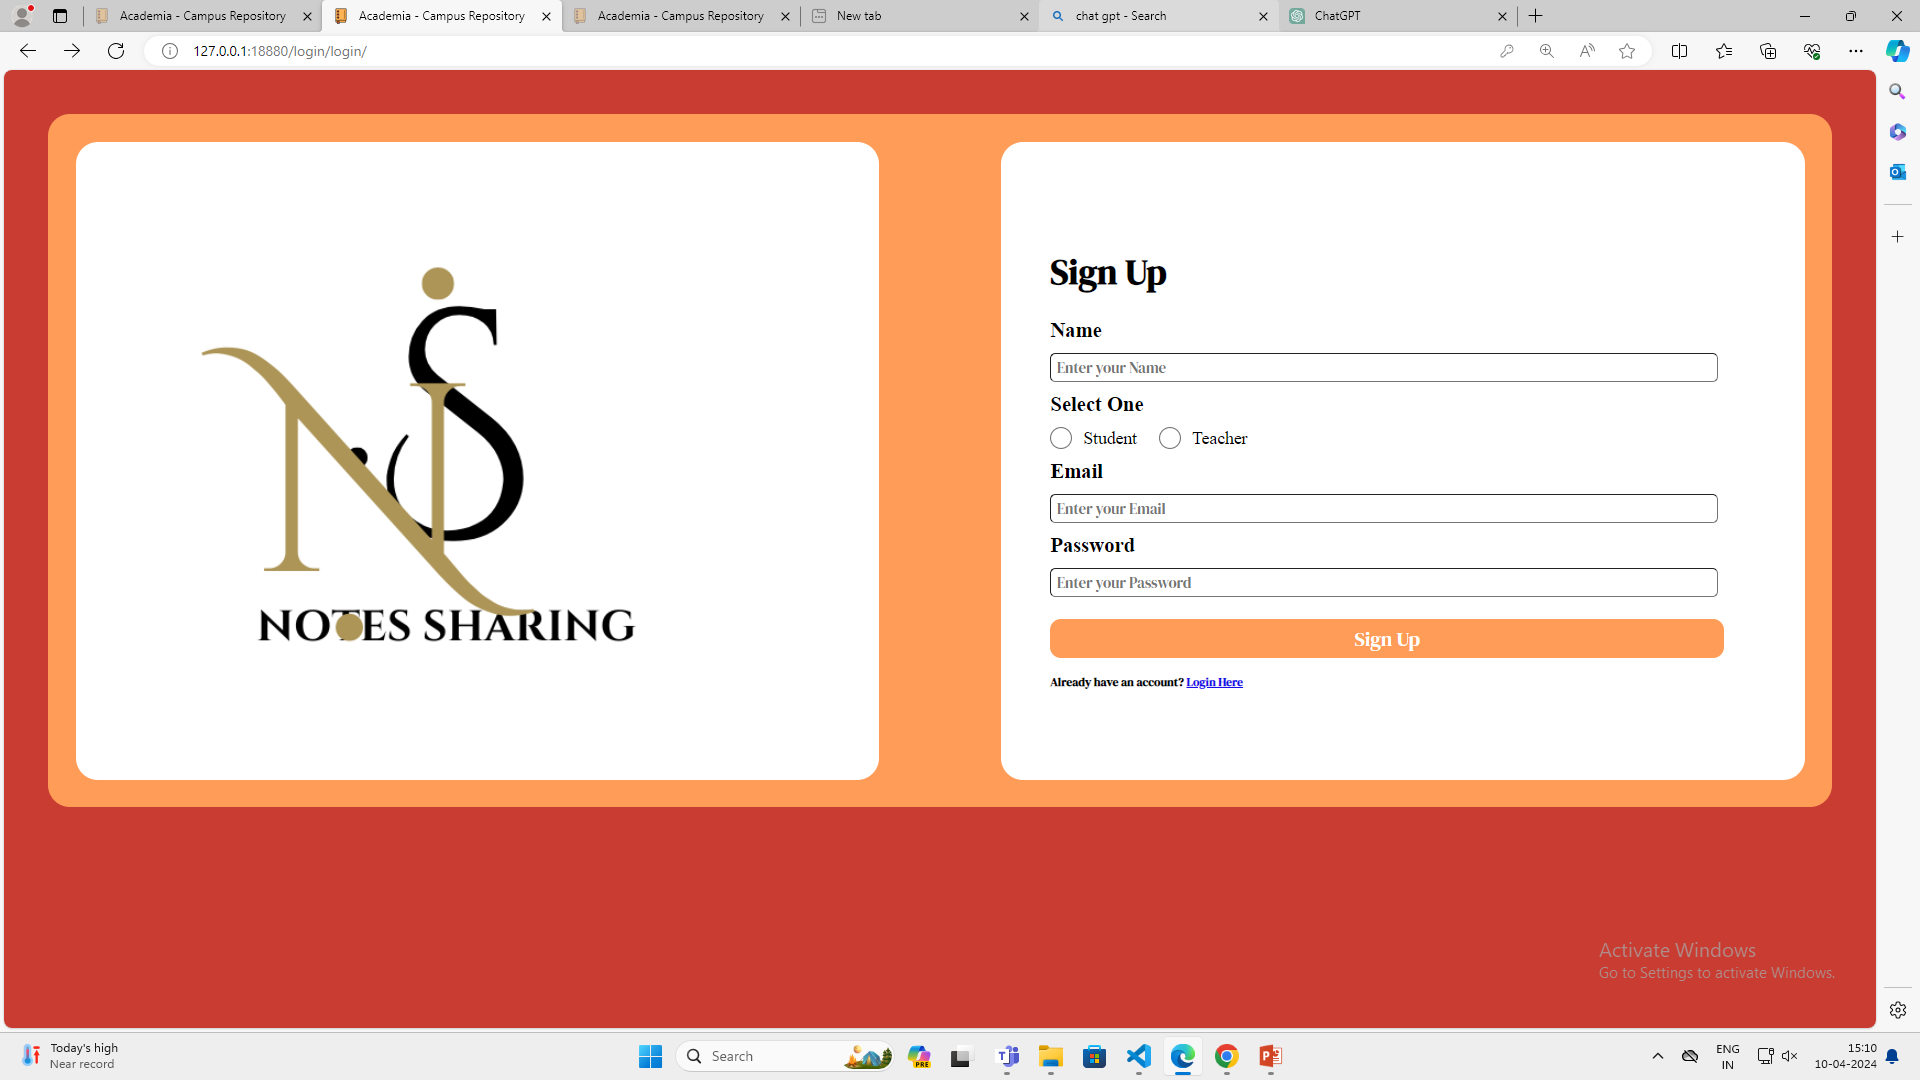 Academia - Campus Repository
Academia - Campus Repository
Academia - Campus Repository
New tab
chat gpt - Search
ChatGPT
127.0.0.1:18880/login/login/
NS
NOTES SHARING
Sign Up
Name
Enter your Name
Select One
Student Teacher
Email
Enter your Email
Password
Enter your Password
Sign Up
Already have an account? Login Here
Activate Windows
Go to Settings to activate Windows.
Today's high
Near record
Search
PRE
ENG
IN
15:10
10-04-2024